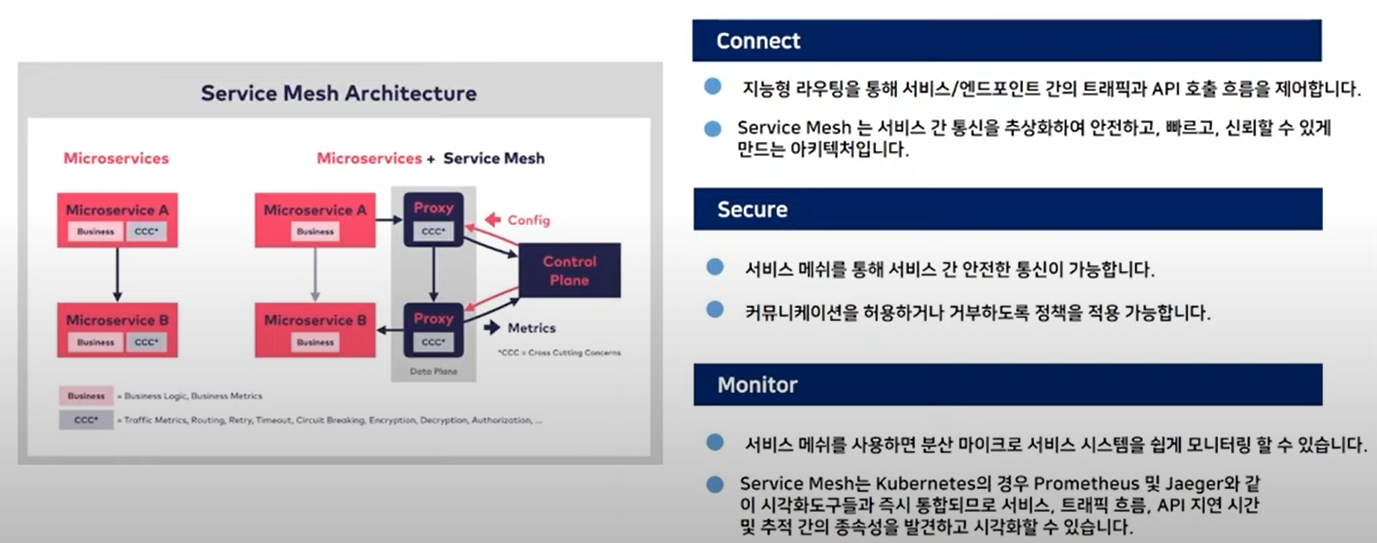 Service Mesh Architecture
Microservices
Microservices + Service Mesh
Microservice A
Business CCC*
Microservice B
Business CCC*
Microservice A
Business
Proxy
CCC*
Config
Control
Plane
Microservice B
Business
Proxy
CCC*
Metrics
*CCC = Cross Cutting Concerns
Data Plane
Business = Business Logic, Business Metrics
CCC* = Traffic Metrics, Routing, Retry, Timeout, Circuit Breaking, Encryption, Decryption, Authorization, ...
Connect
지능형 라우팅을 통해 서비스/엔드포인트 간의 트래픽과 API 호출 흐름을 제어합니다.
Service Mesh 는 서비스 간 통신을 추상화하여 안전하고, 빠르고, 신뢰할 수 있게
만드는 아키텍처입니다.
Secure
서비스 메쉬를 통해 서비스 간 안전한 통신이 가능합니다.
커뮤니케이션을 허용하거나 거부하도록 정책을 적용 가능합니다.
Monitor
서비스 메쉬를 사용하면 분산 마이크로 서비스 시스템을 쉽게 모니터링 할 수 있습니다.
Service Mesh는 Kubernetes의 경우 Prometheus 및 Jaeger와 같
이 시각화도구들과 즉시 통합되므로 서비스, 트래픽 흐름, API 지연 시간
및 추적 간의 종속성을 발견하고 시각화할 수 있습니다.